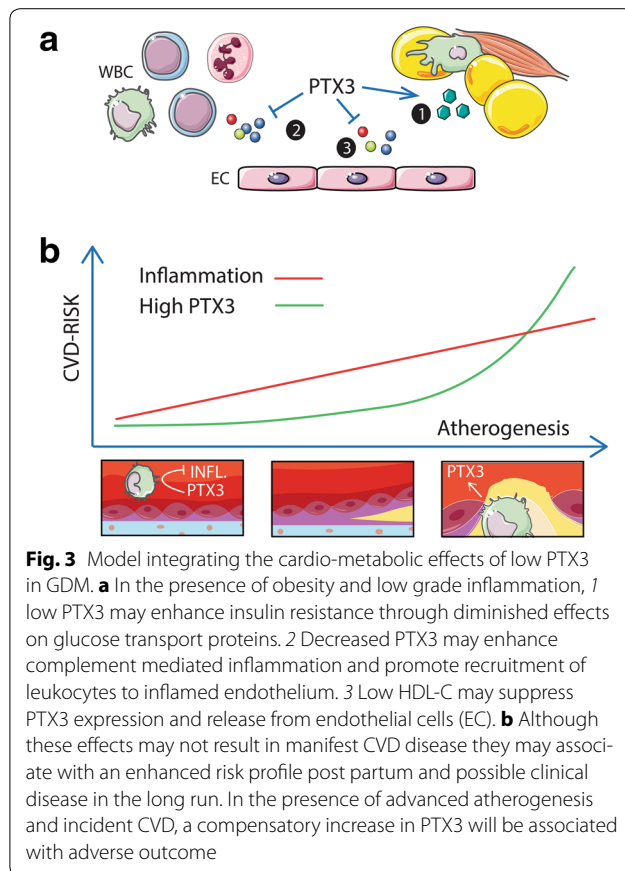 a
WBC
PTX3
1
2
3
EC
b
Inflammation
High PTX3
CVD-RISK
Atherogenesis
INFL.
PTX3
PTX3
Fig. 3 Model integrating the cardio-metabolic effects of low PTX3
in GDM. a In the presence of obesity and low grade inflammation, 1
low PTX3 may enhance insulin resistance through diminished effects
on glucose transport proteins. 2 Decreased PTX3 may enhance
complement mediated inflammation and promote recruitment of
leukocytes to inflamed endothelium. 3 Low HDL-C may suppress
PTX3 expression and release from endothelial cells (EC). b Although
these effects may not result in manifest CVD disease they may associ-
ate with an enhanced risk profile post partum and possible clinical
disease in the long run. In the presence of advanced atherogenesis
and incident CVD, a compensatory increase in PTX3 will be associated
with adverse outcome